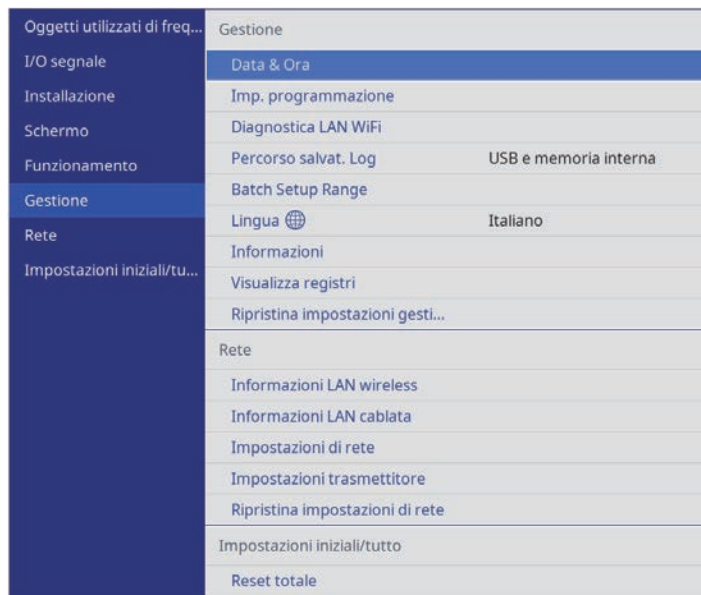 Oggetti utilizzati di freq...
I/O segnale
Installazione
Schermo
Funzionamento
Gestione
Rete
Impostazioni iniziali/tu...
Gestione
Data & Ora
Imp. programmazione
Diagnostica LAN WiFi
Percorso salvat. Log USB e memoria interna
Batch Setup Range
Lingua Italiano
Informazioni
Visualizza registri
Ripristina impostazioni gesti...
Rete
Informazioni LAN wireless
Informazioni LAN cablata
Impostazioni di rete
Impostazioni trasmettitore
Ripristina impostazioni di rete
Impostazioni iniziali/tutto
Reset totale